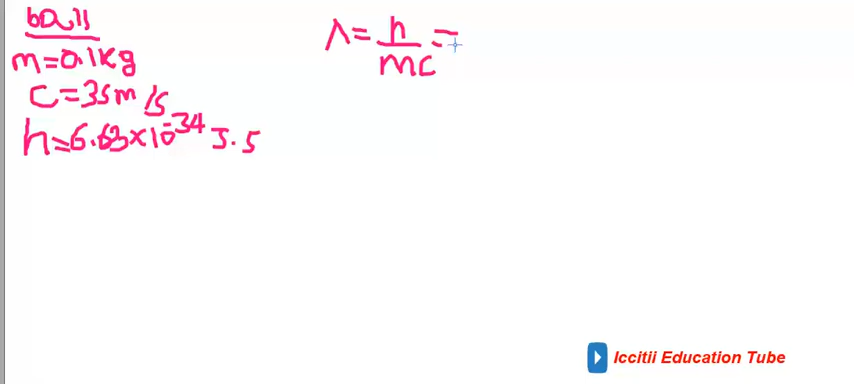 ball
m=0.1kg
c=35m/s
h=6.63×10⁻³⁴ J.s
λ=h/mc=
Iccitii Education Tube